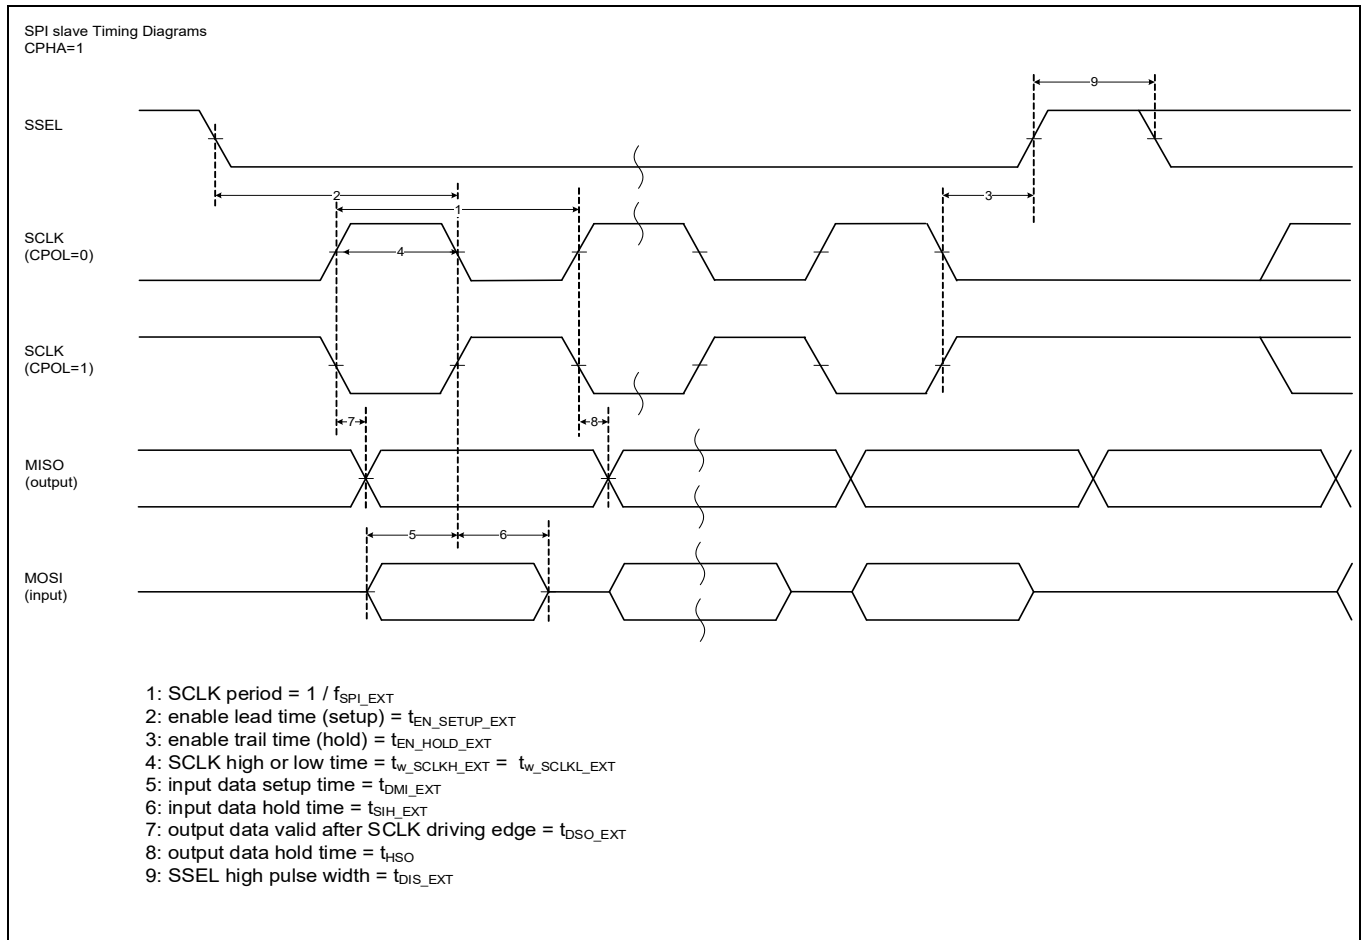 SPI slave Timing Diagrams
CPHA=1
9
SSEL
2
3
1
SCLK
(CPOL=0)
4
SCLK
(CPOL=1)
7
8
MISO
(output)
5
6
MOSI
(input)
1: SCLK period = 1 / fSPI_EXT
2: enable lead time (setup) = tEN_SETUP_EXT
3: enable trail time (hold) = tEN_HOLD_EXT
4: SCLK high or low time = tw_SCLKH_EXT = tw_SCLKL_EXT
5: input data setup time = tDMI_EXT
6: input data hold time = tSIH_EXT
7: output data valid after SCLK driving edge = tDSO_EXT
8: output data hold time = tHSO
9: SSEL high pulse width = tDIS_EXT